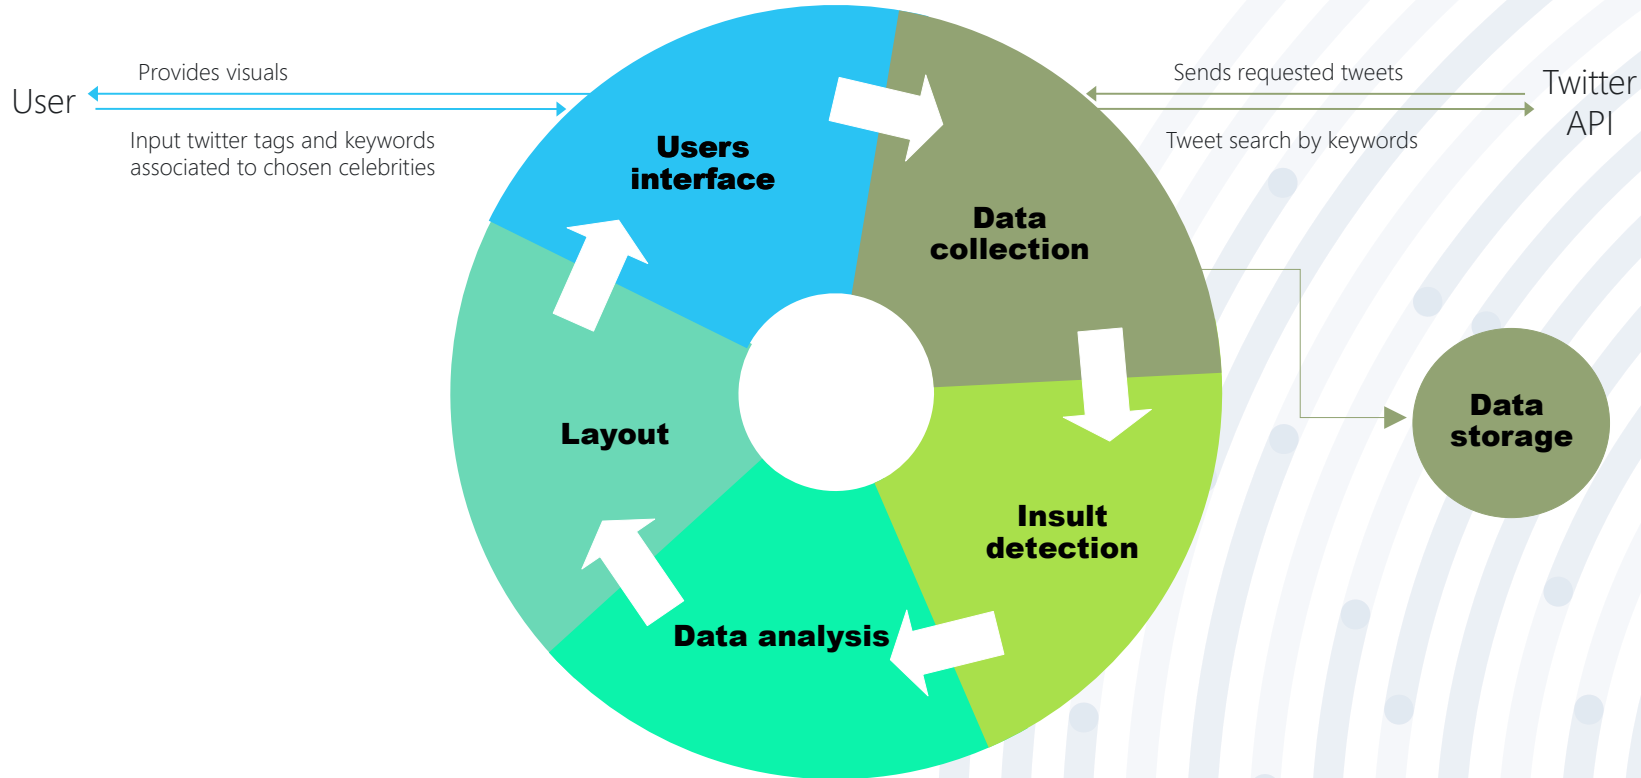 Provides visuals
User
Input twitter tags and keywords
associated to chosen celebrities
Users
interface
Sends requested tweets
Twitter
API
Tweet search by keywords
Data
collection
Data
storage
Layout
Insult
detection
Data analysis